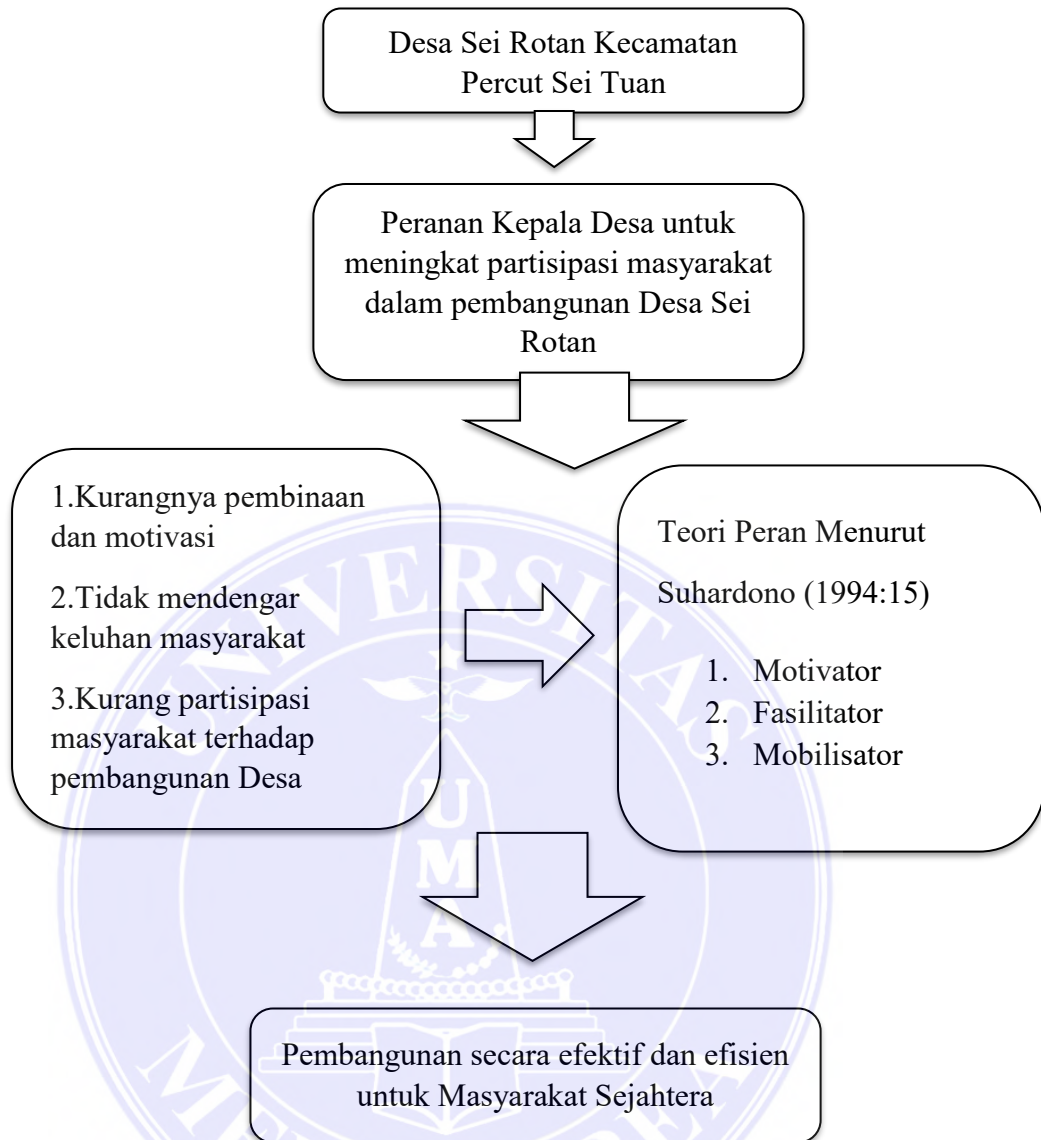 Desa Sei Rotan Kecamatan
Percut Sei Tuan
Peranan Kepala Desa untuk
meningkat partisipasi masyarakat
dalam pembangunan Desa Sei
Rotan
1.Kurangnya pembinaan
dan motivasi
2.Tidak mendengar
keluhan masyarakat
3.Kurang partisipasi
masyarakat terhadap
pembangunan Desa
Teori Peran Menurut
Suhardono (1994:15)
1. Motivator
2. Fasilitator
3. Mobilisator
UNIVERSITAS
U
M
A
Pembangunan secara efektif dan efisien
untuk Masyarakat Sejahtera